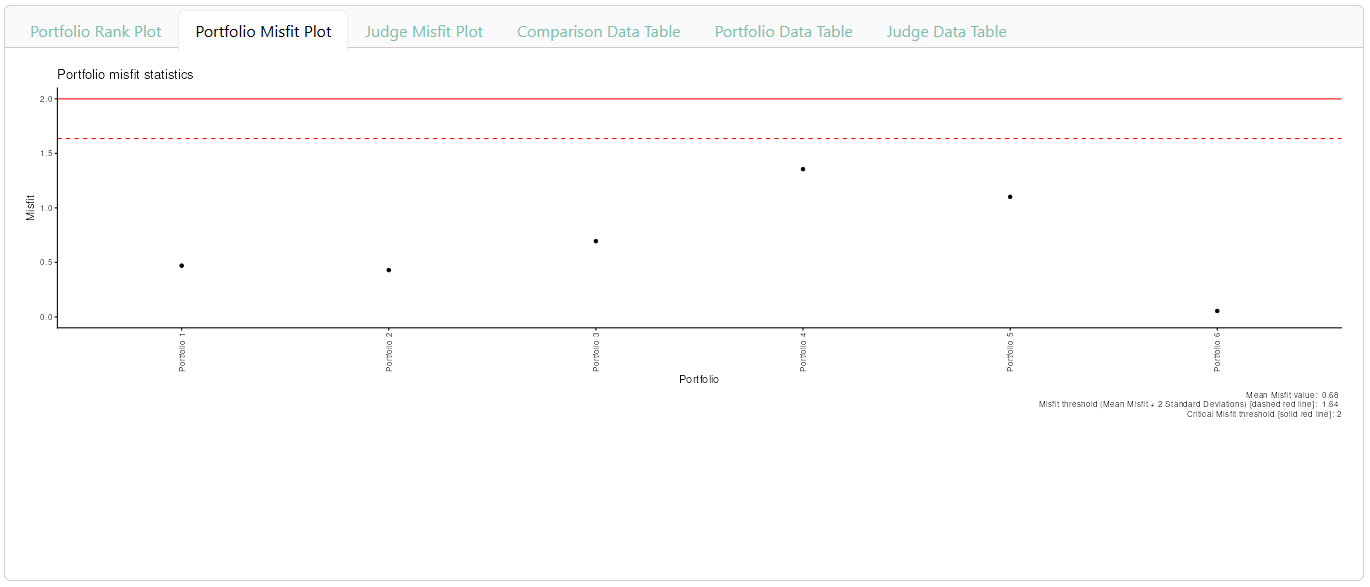 Portfolio Rank Plot Portfolio Misfit Plot Judge Misfit Plot Comparison Data Table Portfolio Data Table Judge Data Table
Portfolio misfit statistics
2.0
1.5
1.0
0.5
0.0
Misfit
Portfolio 1 Portfolio 2 Portfolio 3 Portfolio 4 Portfolio 5 Portfolio 6
Portfolio
Mean Misfit value: 0.68
Misfit threshold (Mean Misfit + 2 Standard Deviations) [dashed red line]: 1.64
Critical Misfit threshold [solid red line]: 2